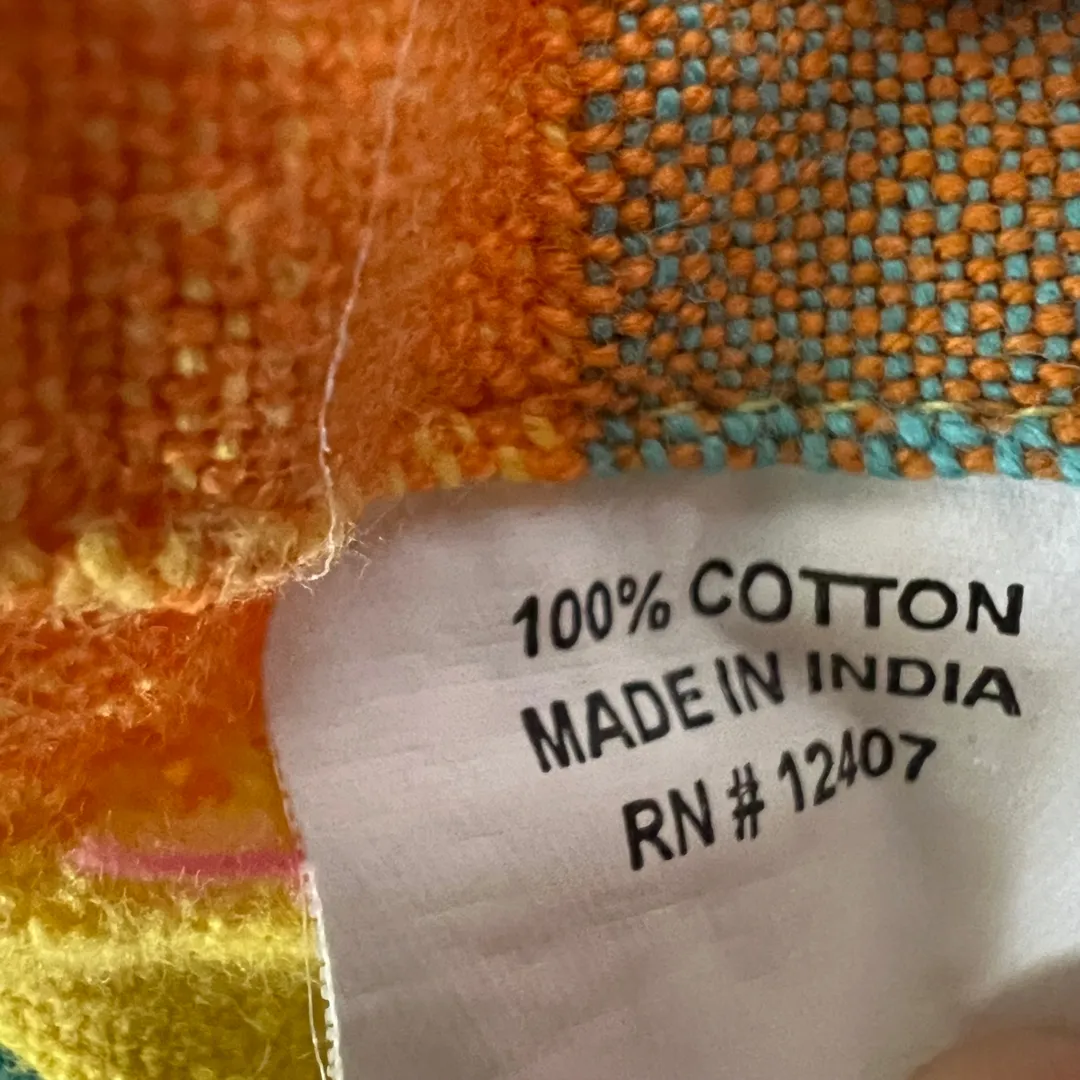 100% COTTON
MADE IN INDIA
RN # 12407